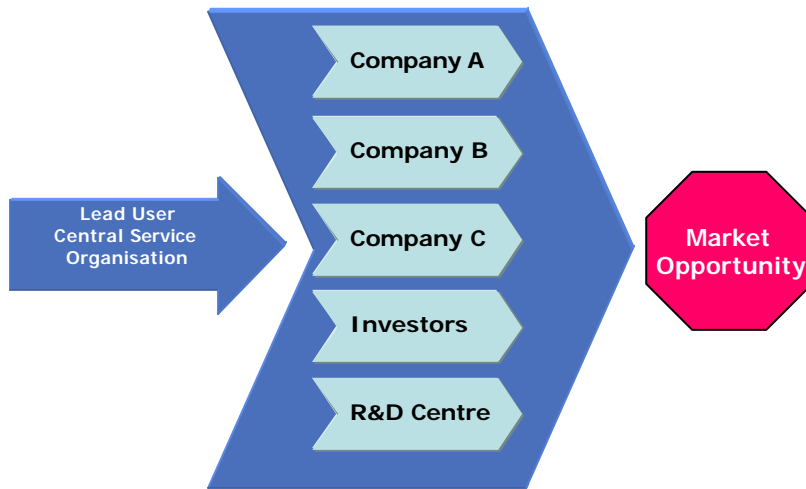 Company A
Company B
Lead User
Central Service
Organisation
Company C
Market
Opportunity
Investors
R&D Centre